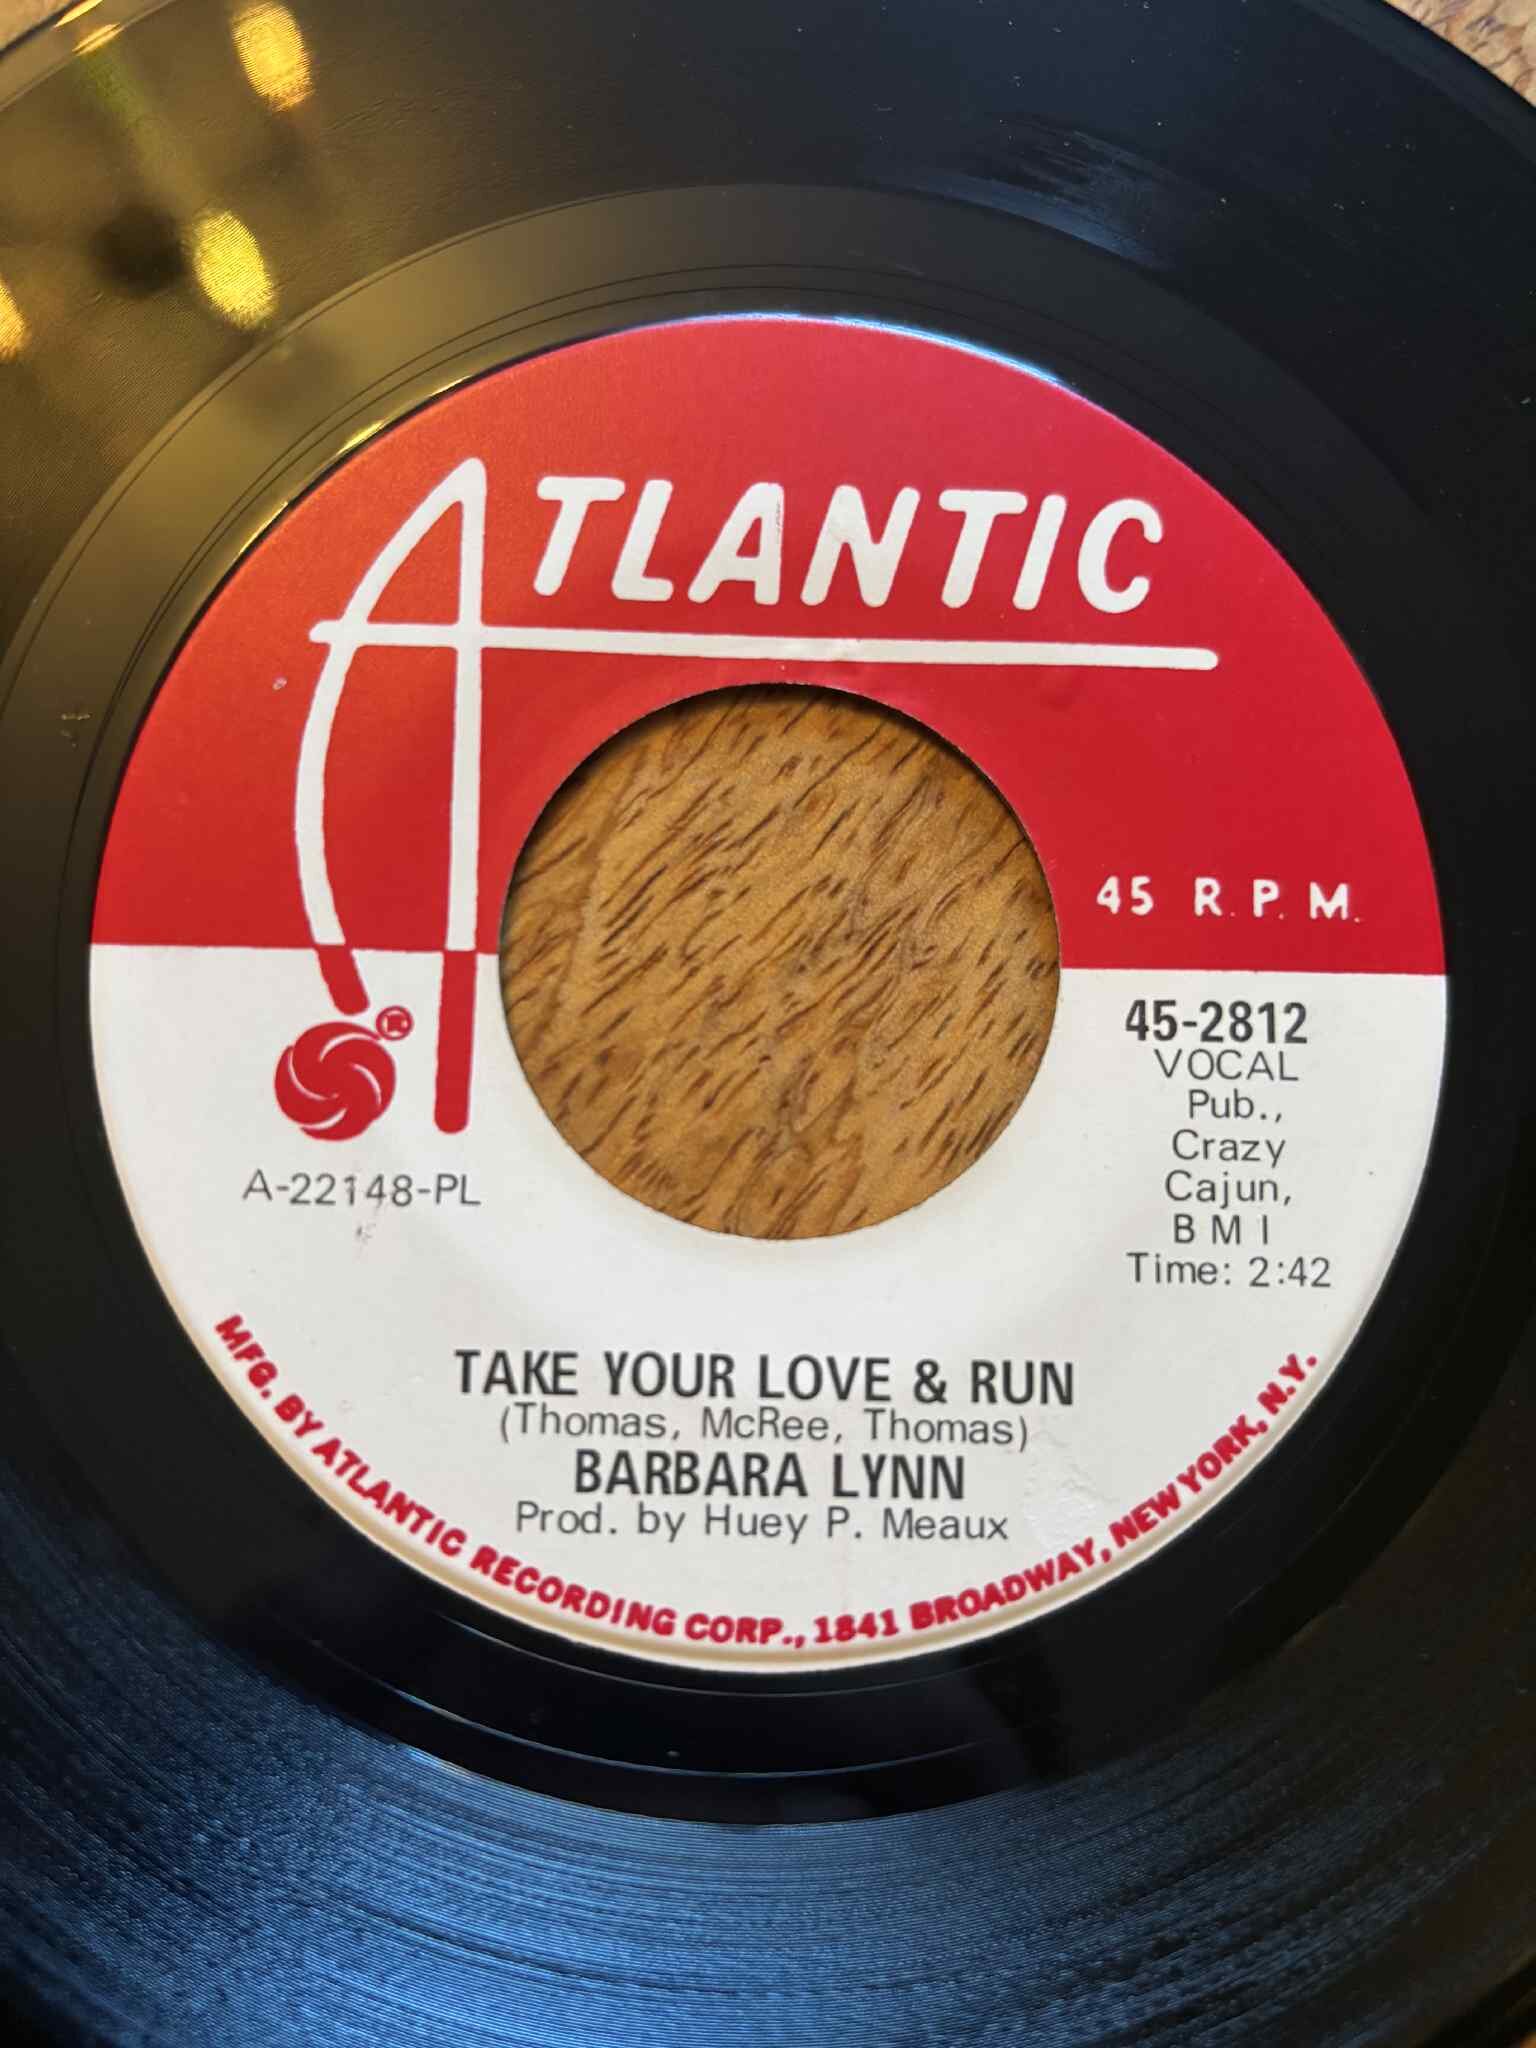 ATLANTIC
45 R.P.M.
®
45-2812
VOCAL
Pub.,
Crazy
Cajun,
B M I
Time: 2:42
A-22148-PL
TAKE YOUR LOVE & RUN
(Thomas, McRee, Thomas)
BARBARA LYNN
Prod. by Huey P. Meaux
MFG. BY ATLANTIC RECORDING CORP., 1841 BROADWAY, NEW YORK, N.Y.